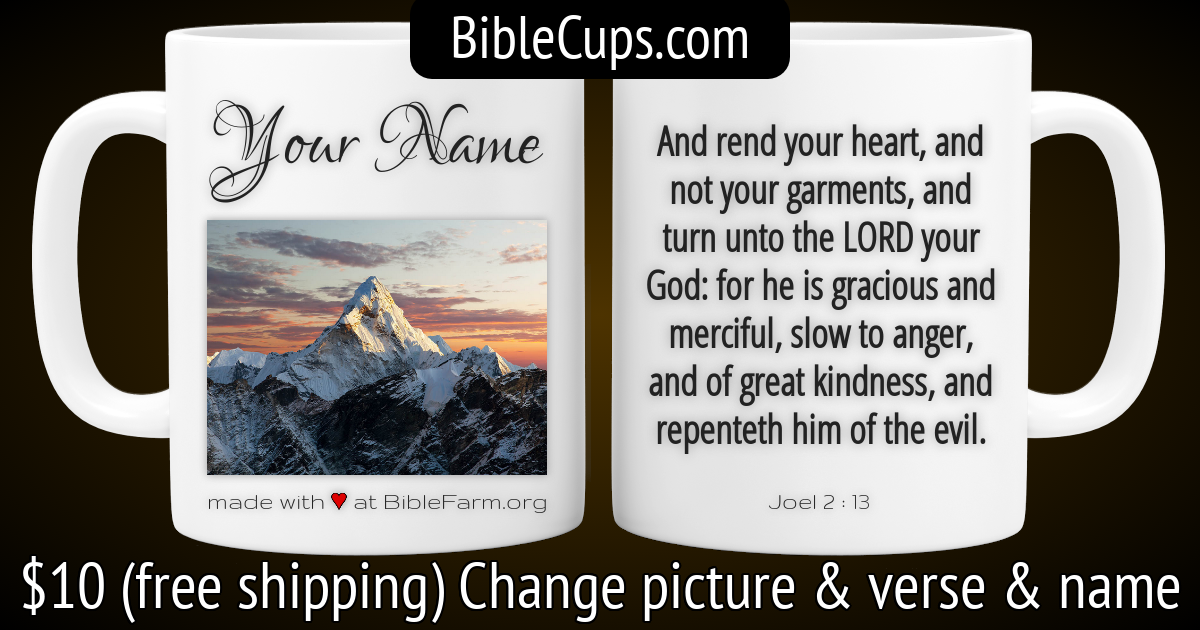 BibleCups.com
Your Name
made with ♥ at BibleFarm.org
And rend your heart, and
not your garments, and
turn unto the LORD your
God: for he is gracious and
merciful, slow to anger,
and of great kindness, and
repenteth him of the evil.
Joel 2 : 13
$10 (free shipping) Change picture & verse & name